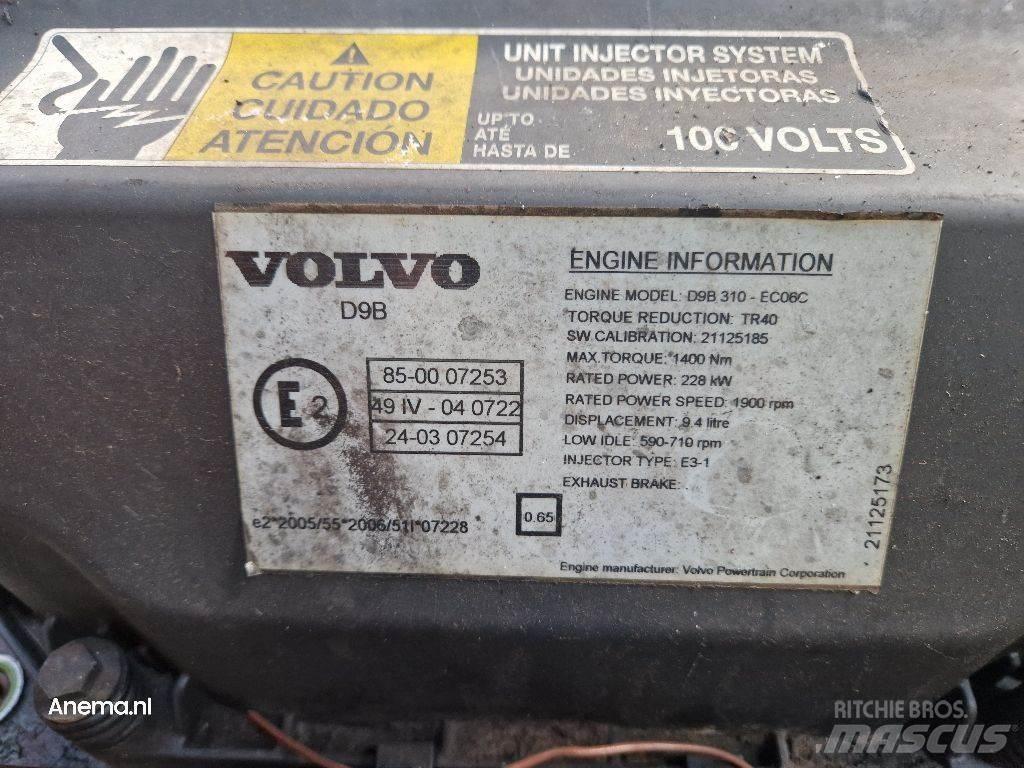 CAUTION
CUIDADO
ATENCIÓN
UNIT INJECTOR SYSTEM
UNIDADES INJETORAS
UNIDADES INYECTORAS
UP TO
ATÉ
HASTA DE
100 VOLTS
VOLVO
D9B
E2
85-00 07253
49 IV - 04 0722
24-03 07254
e2*2005/55*2006/51I*07228
0.65
ENGINE INFORMATION
ENGINE MODEL: D9B 310 - EC06C
TORQUE REDUCTION: TR40
SW CALIBRATION: 21125185
MAX.TORQUE: 1400 Nm
RATED POWER: 228 kW
RATED POWER SPEED: 1900 rpm
DISPLACEMENT: 9.4 litre
LOW IDLE: 590-710 rpm
INJECTOR TYPE: E3-1
EXHAUST BRAKE:
21125173
Engine manufacturer: Volvo Powertrain Corporation
Anema.nl
RITCHIE BROS.
MASCUS